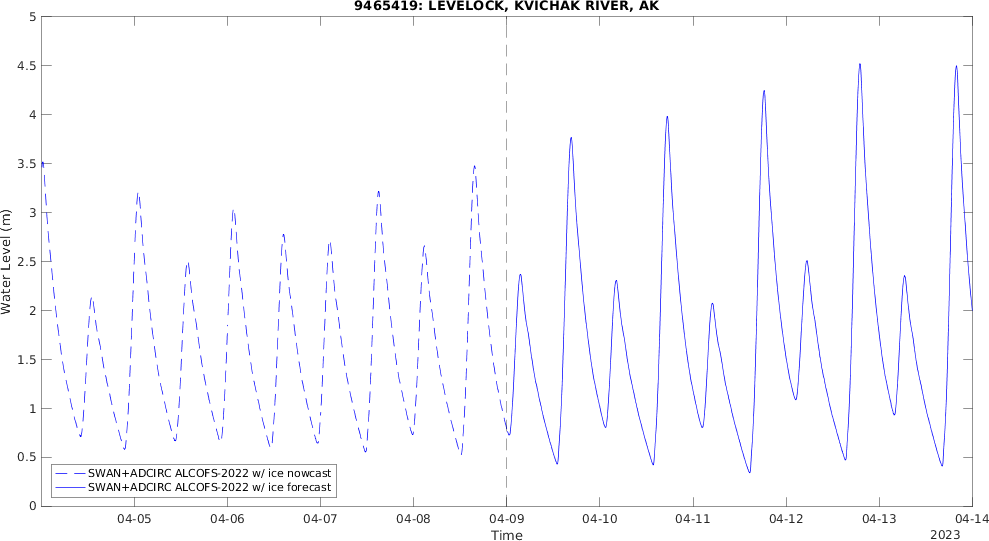 9465419: LEVELOCK, KVICHAK RIVER, AK
5
4.5
4
3.5
3
2.5
2
1.5
1
0.5
0
Water Level (m)
SWAN+ADCIRC ALCOFS-2022 w/ ice nowcast
SWAN+ADCIRC ALCOFS-2022 w/ ice forecast
04-05 04-06 04-07 04-08 04-09 04-10 04-11 04-12 04-13 04-14
Time
2023